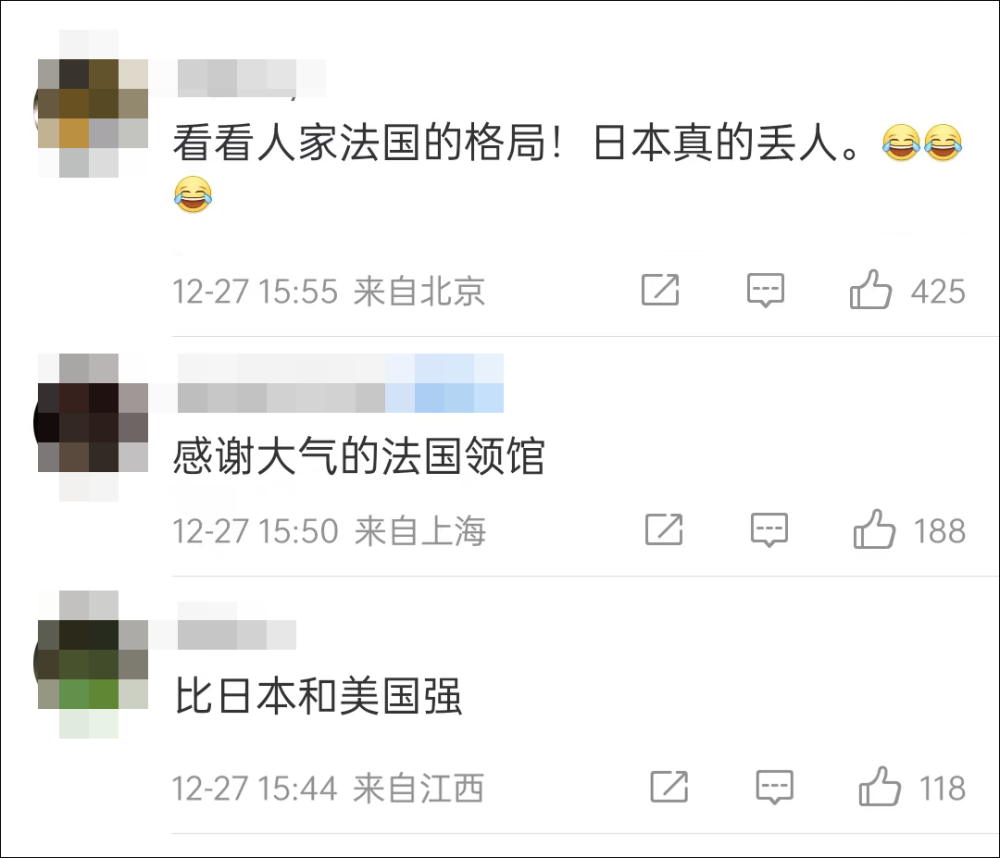 看看人家法国的格局！日本真的丢人。😂😂
😂
12-27 15:55 来自北京 425
感谢大气的法国领馆
12-27 15:50 来自上海 188
比日本和美国强
12-27 15:44 来自江西 118